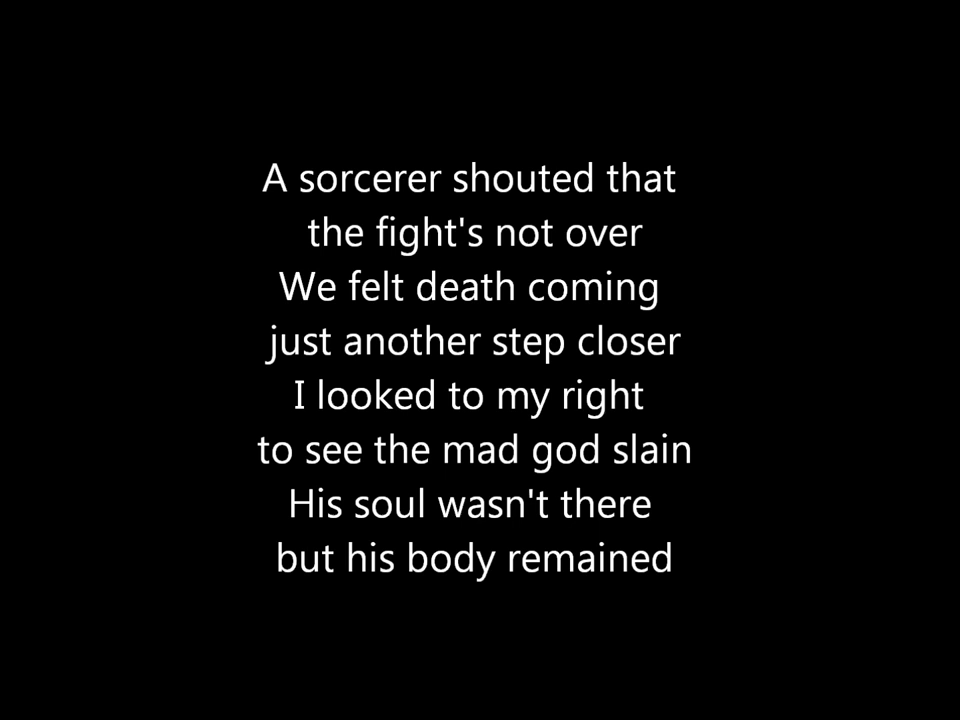 A sorcerer shouted that
the fight's not over
We felt death coming
just another step closer
I looked to my right
to see the mad god slain
His soul wasn't there
but his body remained